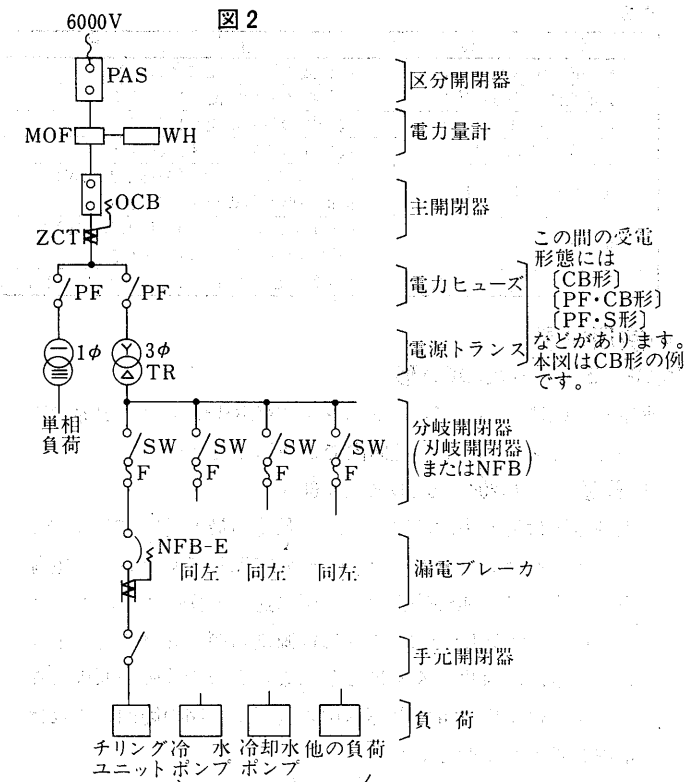 図2
6000V
PAS
区分開閉器
MOF
WH
電力量計
OCB
主開閉器
ZCT
この間の受電
形態には
〔CB形〕
〔PF・CB形〕
〔PF・S形〕
などがあります。
本図はCB形の例
です。
PF
PF
電力ヒューズ
1φ
3φ
TR
電源トランス
単相
負荷
SW
F
SW
F
SW
F
SW
F
分岐開閉器
(刃岐開閉器
またはNFB)
NFB-E
同左
同左
同左
漏電ブレーカ
手元開閉器
負荷
チリング
ユニット
冷水
ポンプ
冷却水
ポンプ
他の負荷